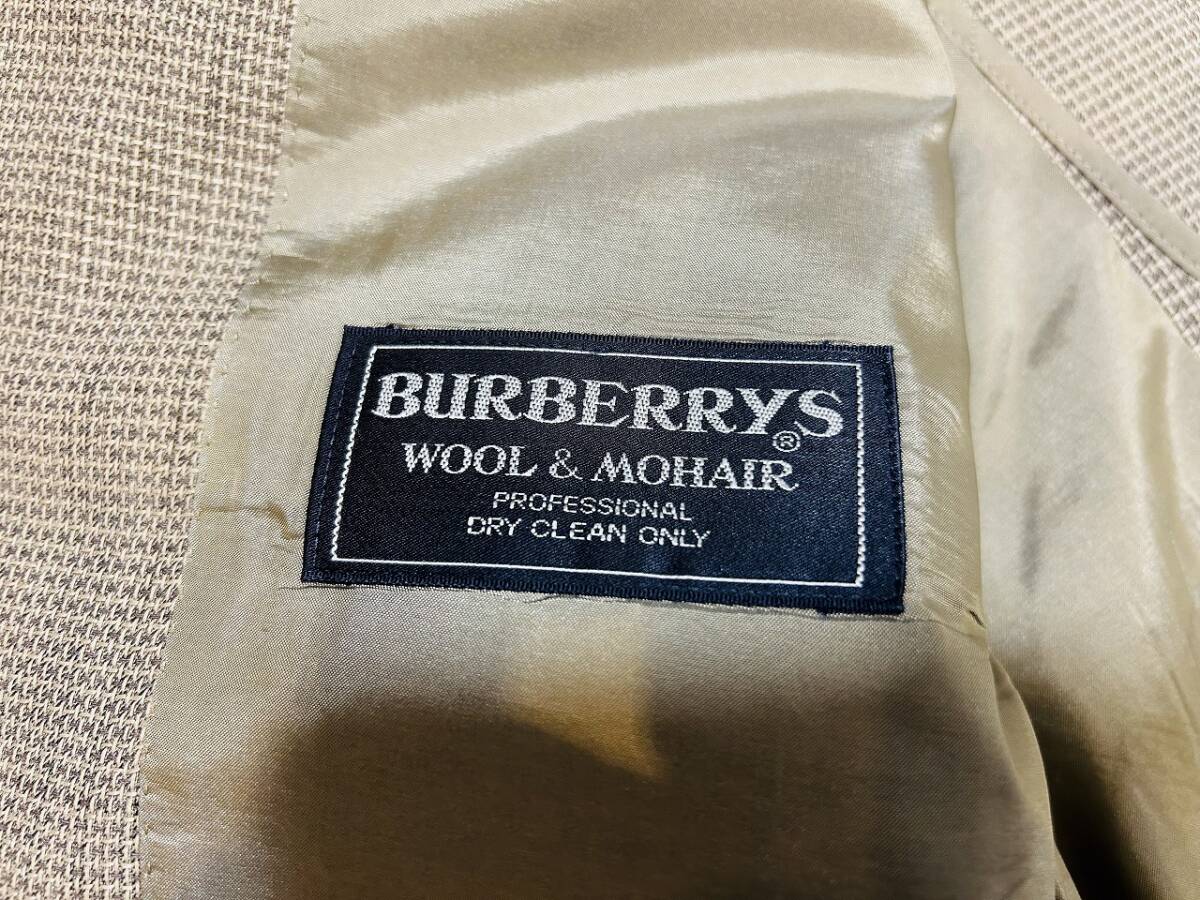 BURBERRYS®
WOOL & MOHAIR
PROFESSIONAL
DRY CLEAN ONLY